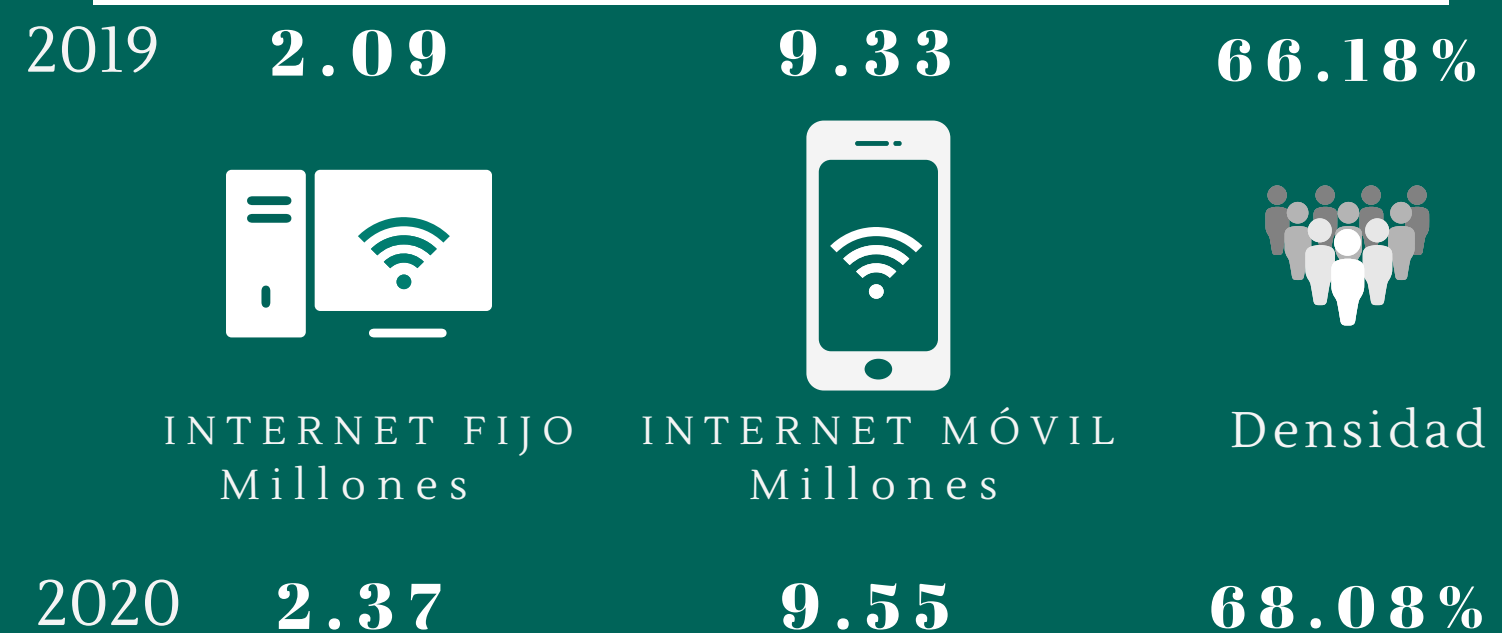 2019 2.09 9.33 66.18%
INTERNET FIJO INTERNET MÓVIL Densidad
Millones Millones
2020 2.37 9.55 68.08%